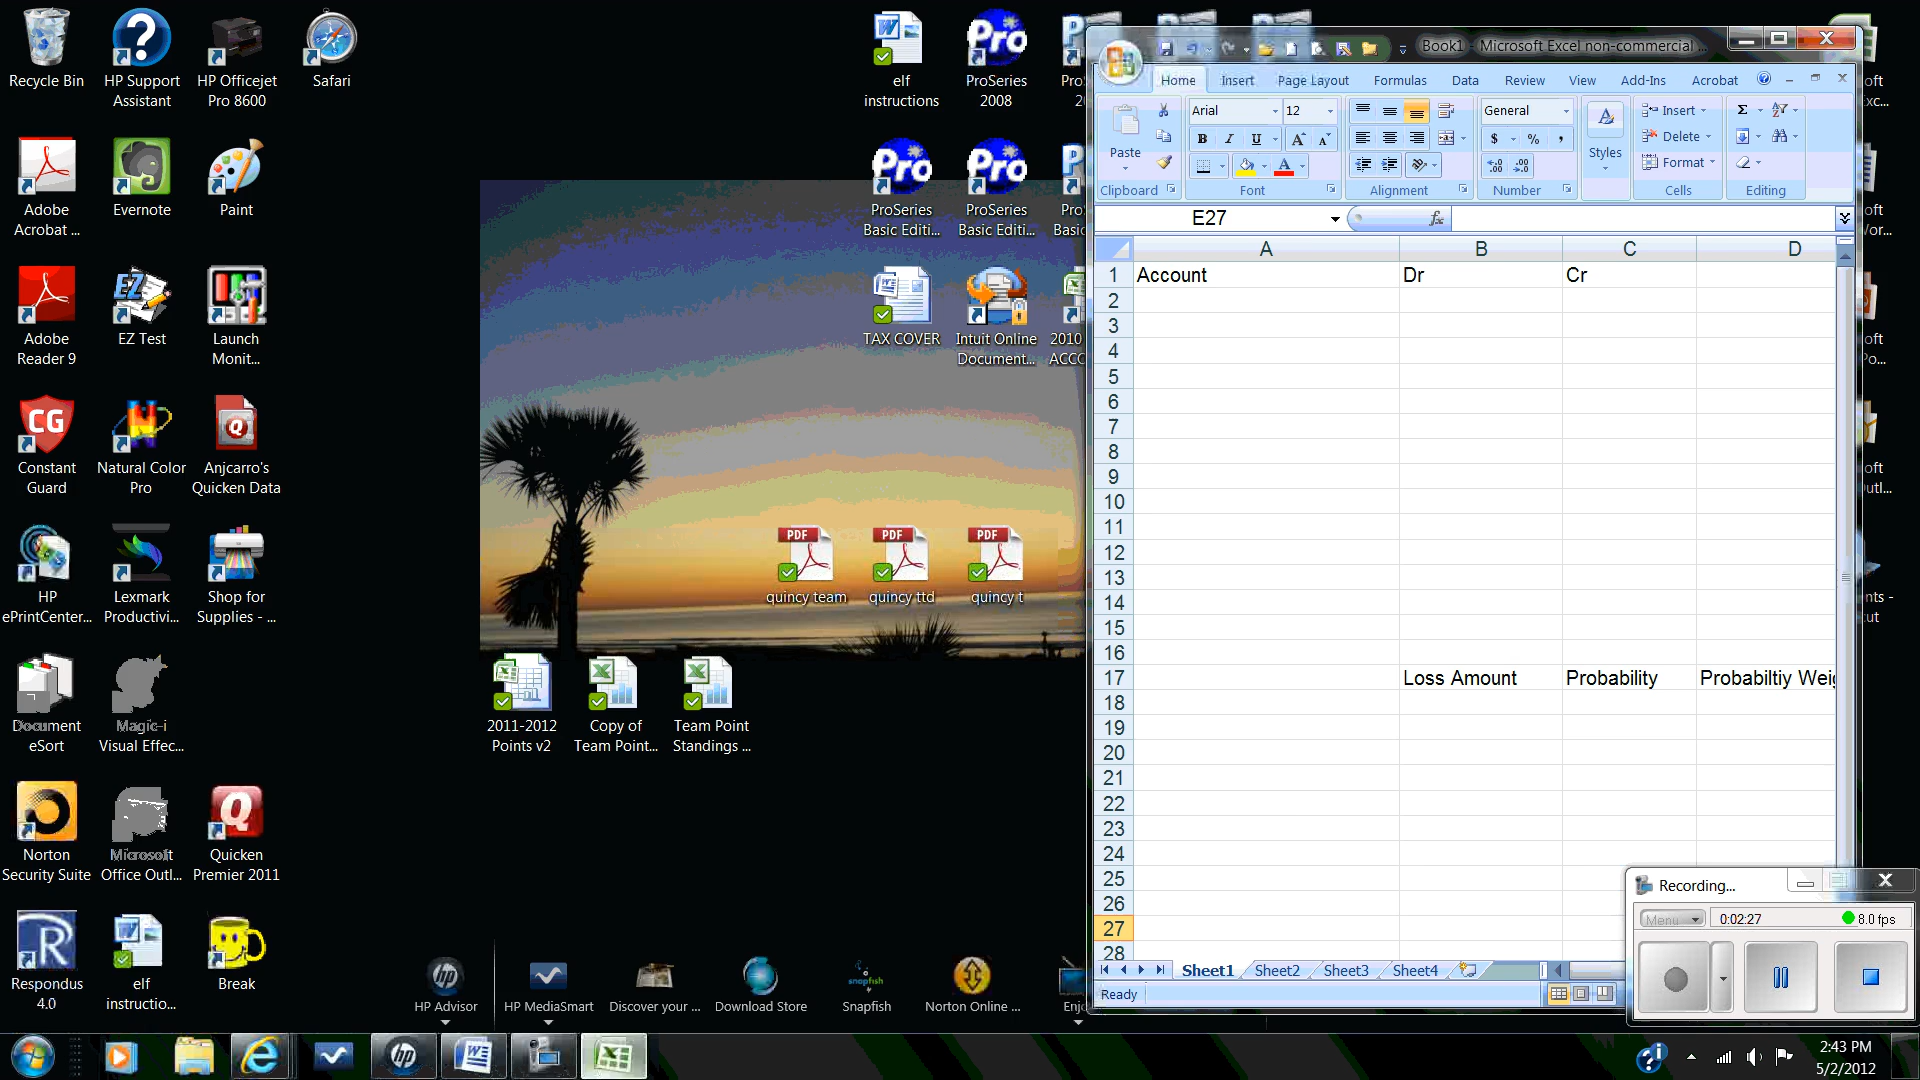 Recycle Bin
HP Support
Assistant
HP Officejet
Pro 8600
Safari
elf
instructions
ProSeries
2008
Adobe
Acrobat ...
Evernote
Paint
ProSeries
Basic Editi...
ProSeries
Basic Editi...
Adobe
Reader 9
EZ Test
Launch
Monit...
TAX COVER
Intuit Online
Document...
2010
Constant
Guard
Natural Color
Pro
Anjcarro's
Quicken Data
HP
ePrintCenter...
Lexmark
Productivi...
Shop for
Supplies - ...
PDF
PDF
PDF
quincy team
quincy ttd
quincy t
Document
eSort
Magic-i
Visual Effec...
2011-2012
Points v2
Copy of
Team Point...
Team Point
Standings ...
Norton
Security Suite
Microsoft
Office Outl...
Quicken
Premier 2011
Respondus
4.0
elf
instructio...
Break
HP Advisor
HP MediaSmart
Discover your ...
Download Store
Snapfish
Norton Online ...
Book1 - Microsoft Excel non-commercial ...
Home Insert Page Layout Formulas Data Review View Add-Ins Acrobat
Paste
Clipboard
Arial 12
B I U
Font
Alignment
General
$ % ,
Number
Styles
Insert
Delete
Format
Cells
Editing
E27
A B C D
1 Account Dr Cr
2
3
4
5
6
7
8
9
10
11
12
13
14
15
16
17 Loss Amount Probability Probabiltiy Weig
18
19
20
21
22
23
24
25
26
27
28
Sheet1 Sheet2 Sheet3 Sheet4
Ready
Recording...
Menu 0:02:27 8.0 fps
2:43 PM
5/2/2012